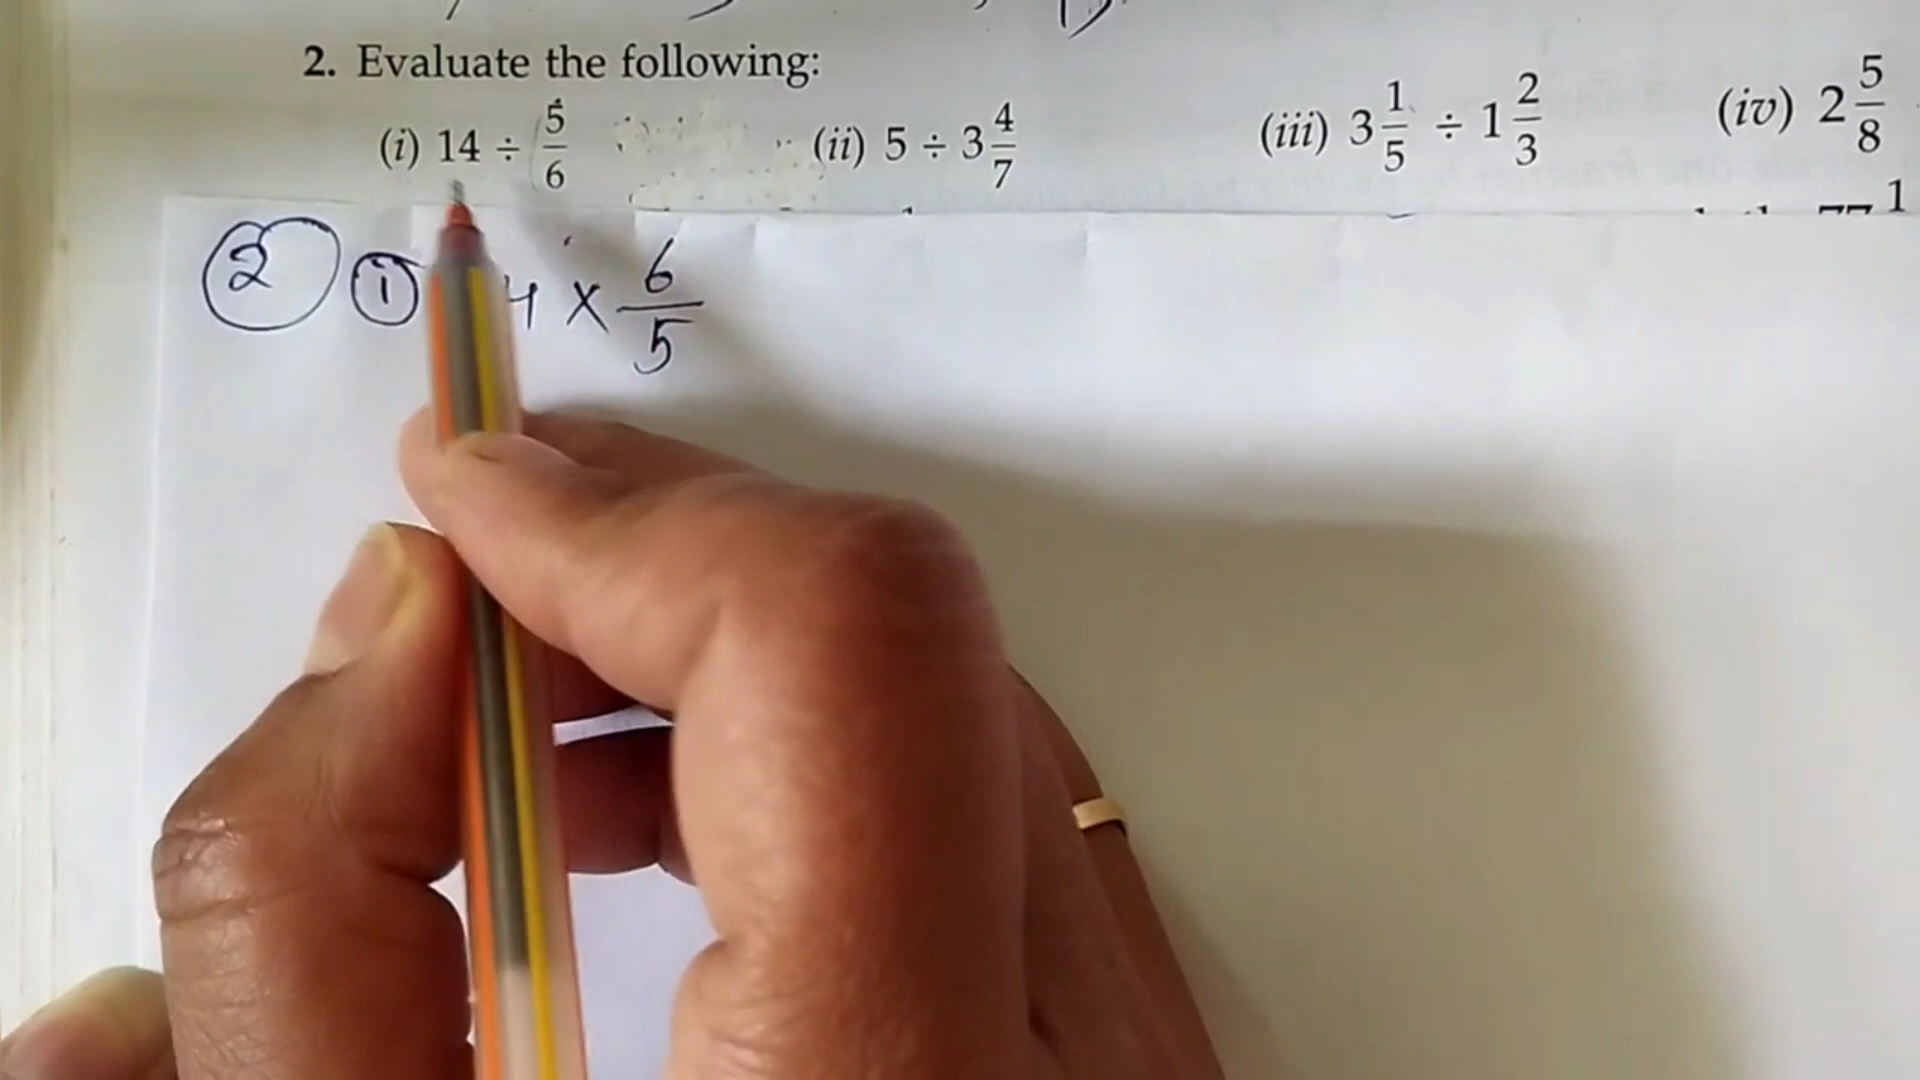 2. Evaluate the following:
(i) 14 ÷ 5/6 (ii) 5 ÷ 3 4/7 (iii) 3 1/5 ÷ 1 2/3 (iv) 2 5/8
2 i 4 × 6/5